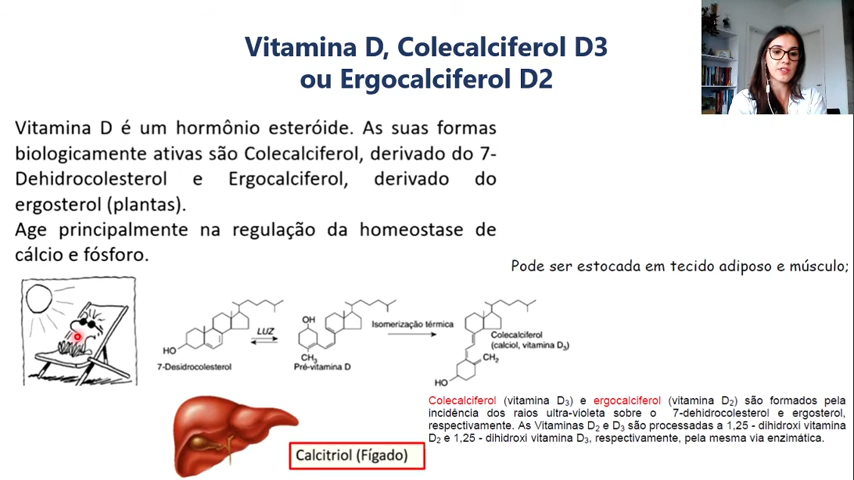 Vitamina D, Colecalciferol D3
ou Ergocalciferol D2
Vitamina D é um hormônio esteróide. As suas formas
biologicamente ativas são Colecalciferol, derivado do 7-
Dehidrocolesterol e Ergocalciferol, derivado do
ergosterol (plantas).
Age principalmente na regulação da homeostase de
cálcio e fósforo.
Pode ser estocada em tecido adiposo e músculo;
HO
7-Desidrocolesterol
LUZ
OH
CH3
Pré-vitamina D
Isomerização térmica
Colecalciferol
(calciol, vitamina D3)
CH2
HO
Colecalciferol (vitamina D3) e ergocalciferol (vitamina D2) são formados pela
incidência dos raios ultra-violeta sobre o 7-dehidrocolesterol e ergosterol,
respectivamente. As Vitaminas D2 e D3 são processadas a 1,25 - dihidroxi vitamina
D2 e 1,25 - dihidroxi vitamina D3, respectivamente, pela mesma via enzimática.
Calcitriol (Fígado)